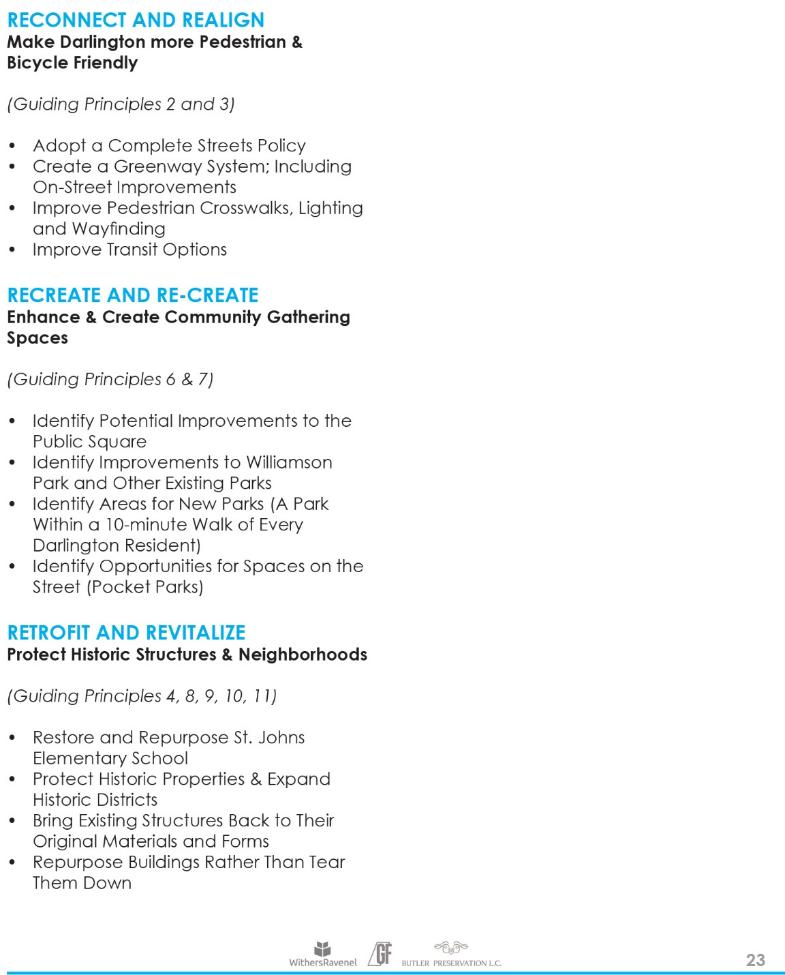 RECONNECT AND REALIGN
Make Darlington more Pedestrian &
Bicycle Friendly
(Guiding Principles 2 and 3)
• Adopt a Complete Streets Policy
• Create a Greenway System; Including
On-Street Improvements
• Improve Pedestrian Crosswalks, Lighting
and Wayfinding
• Improve Transit Options
RECREATE AND RE-CREATE
Enhance & Create Community Gathering
Spaces
(Guiding Principles 6 & 7)
• Identify Potential Improvements to the
Public Square
• Identify Improvements to Williamson
Park and Other Existing Parks
• Identify Areas for New Parks (A Park
Within a 10-minute Walk of Every
Darlington Resident)
• Identify Opportunities for Spaces on the
Street (Pocket Parks)
RETROFIT AND REVITALIZE
Protect Historic Structures & Neighborhoods
(Guiding Principles 4, 8, 9, 10, 11)
• Restore and Repurpose St. Johns
Elementary School
• Protect Historic Properties & Expand
Historic Districts
• Bring Existing Structures Back to Their
Original Materials and Forms
• Repurpose Buildings Rather Than Tear
Them Down
WithersRavenel GF BUTLER PRESERVATION L.C. 23